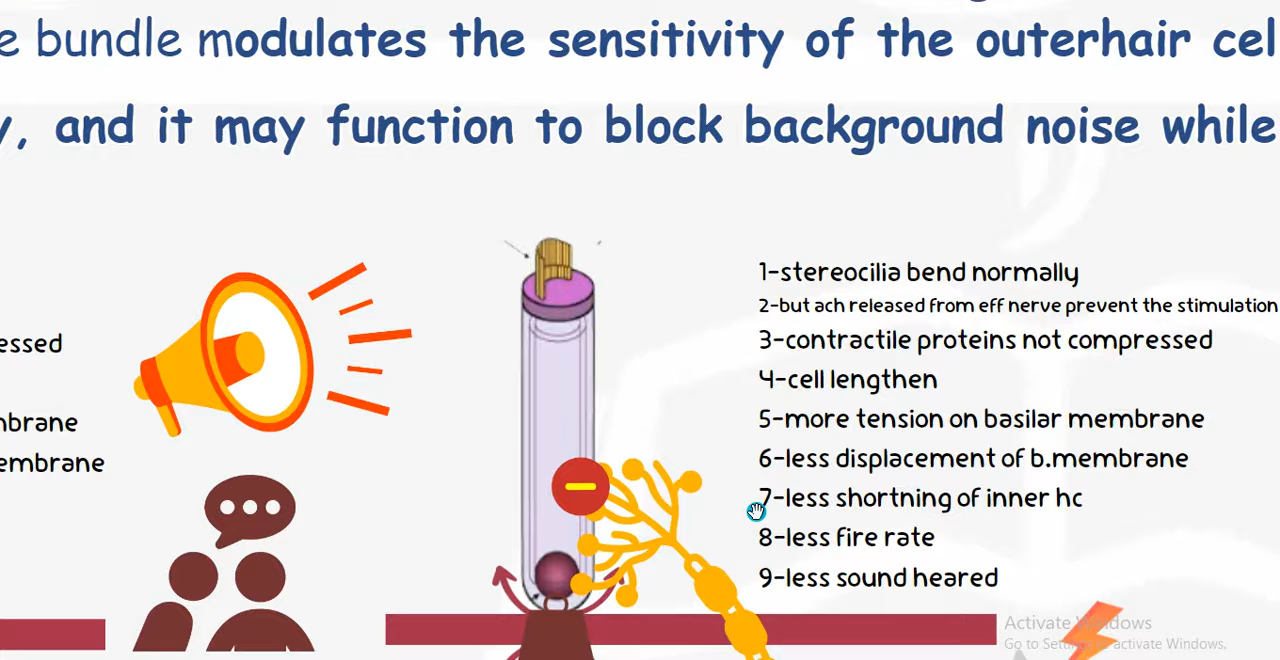 e bundle modulates the sensitivity of the outerhair cel
y, and it may function to block background noise while
essed
nbrane
embrane
1-stereocilia bend normally
2-but ach released from eff nerve prevent the stimulation
3-contractile proteins not compressed
4-cell lengthen
5-more tension on basilar membrane
6-less displacement of b.membrane
7-less shortning of inner hc
8-less fire rate
9-less sound heared
Activate Windows
Go to Settings to activate Windows.